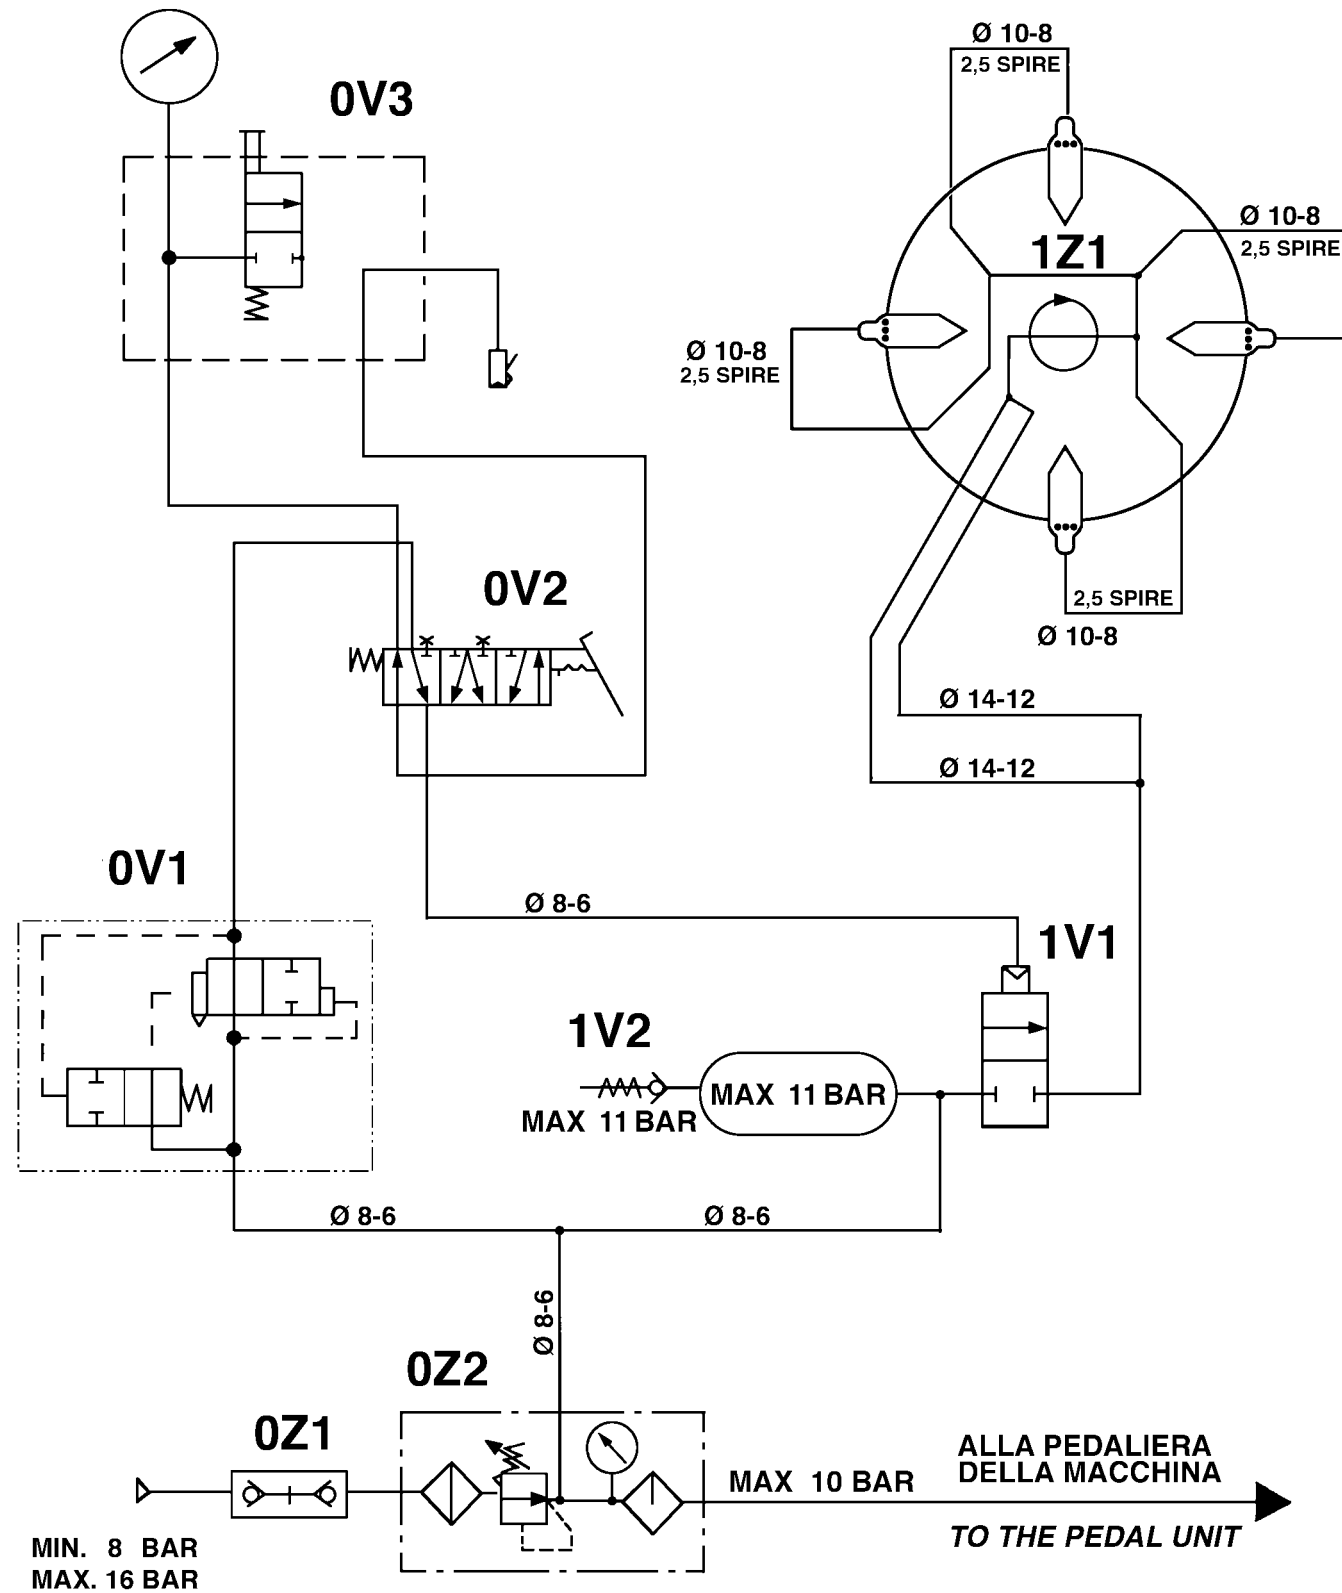 Ø 10-8
2,5 SPIRE
0V3
Ø 10-8
2,5 SPIRE
1Z1
Ø 10-8
2,5 SPIRE
0V2
2,5 SPIRE
Ø 10-8
Ø 14-12
Ø 14-12
0V1
Ø 8-6
1V1
1V2
MAX 11 BAR
MAX 11 BAR
Ø 8-6
Ø 8-6
Ø 8-6
0Z2
0Z1
ALLA PEDALIERA
DELLA MACCHINA
MAX 10 BAR
TO THE PEDAL UNIT
MIN. 8 BAR
MAX. 16 BAR